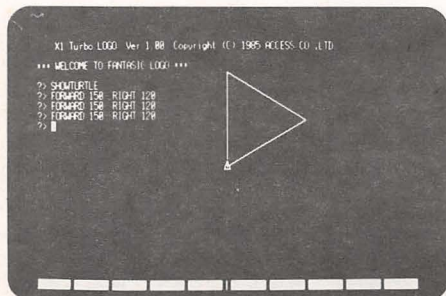 X1 Turbo LOGO Ver 1.00 Copyright (C) 1985 ACCESS CO .LTD
*** WELCOME TO FANTASIC LOGO ***
?> SHOWTURTLE
?> FORWARD 150 RIGHT 120
?> FORWARD 150 RIGHT 120
?> FORWARD 150 RIGHT 120
?>